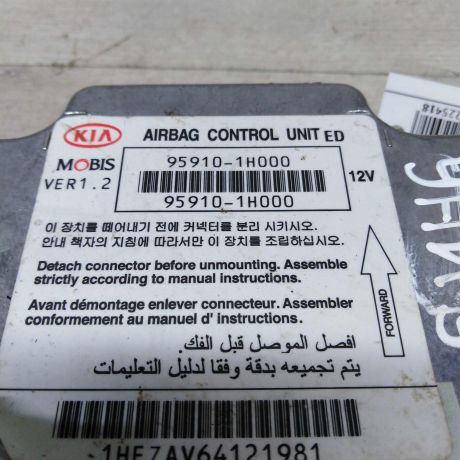 KIA AIRBAG CONTROL UNIT ED
MOBIS
VER1.2
95910-1H000
12V
95910-1H000
이 장치를 떼어내기 전에 커넥터를 분리 시키시오.
안내 책자의 지침에 따라서만 이 장치를 조립하십시오.
Detach connector before unmounting. Assemble
strictly according to manual instructions.
Avant démontage enlever connecteur. Assembler
conformement au manuel d' instructions.
افصل الموصل قبل الفك.
يتم تجميعه بدقة وفقا لدليل التعليمات
FORWARD
1HEZAV64121981
225418